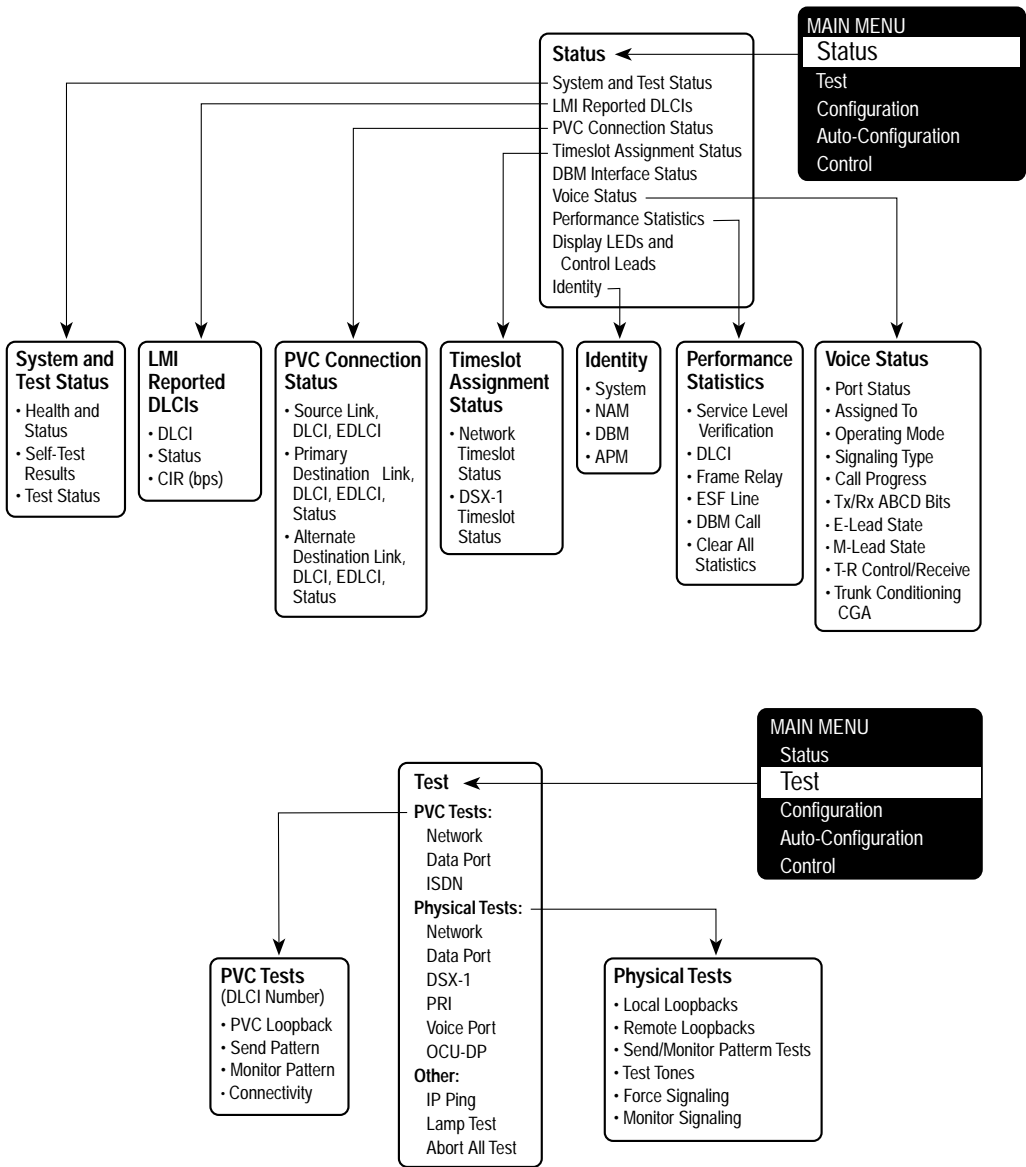 MAIN MENU
Status
Test
Configuration
Auto-Configuration
Control
Status
System and Test Status
LMI Reported DLCIs
PVC Connection Status
Timeslot Assignment Status
DBM Interface Status
Voice Status
Performance Statistics
Display LEDs and
Control Leads
Identity
System and
Test Status
• Health and
Status
• Self-Test
Results
• Test Status
LMI
Reported
DLCIs
• DLCI
• Status
• CIR (bps)
PVC Connection
Status
• Source Link,
DLCI, EDLCI
• Primary
Destination Link,
DLCI, EDLCI,
Status
• Alternate
Destination Link,
DLCI, EDLCI,
Status
Timeslot
Assignment
Status
• Network
Timeslot
Status
• DSX-1
Timeslot
Status
Identity
• System
• NAM
• DBM
• APM
Performance
Statistics
• Service Level
Verification
• DLCI
• Frame Relay
• ESF Line
• DBM Call
• Clear All
Statistics
Voice Status
• Port Status
• Assigned To
• Operating Mode
• Signaling Type
• Call Progress
• Tx/Rx ABCD Bits
• E-Lead State
• M-Lead State
• T-R Control/Receive
• Trunk Conditioning
CGA
MAIN MENU
Status
Test
Configuration
Auto-Configuration
Control
Test
PVC Tests:
Network
Data Port
ISDN
Physical Tests:
Network
Data Port
DSX-1
PRI
Voice Port
OCU-DP
Other:
IP Ping
Lamp Test
Abort All Test
PVC Tests
(DLCI Number)
• PVC Loopback
• Send Pattern
• Monitor Pattern
• Connectivity
Physical Tests
• Local Loopbacks
• Remote Loopbacks
• Send/Monitor Patterm Tests
• Test Tones
• Force Signaling
• Monitor Signaling